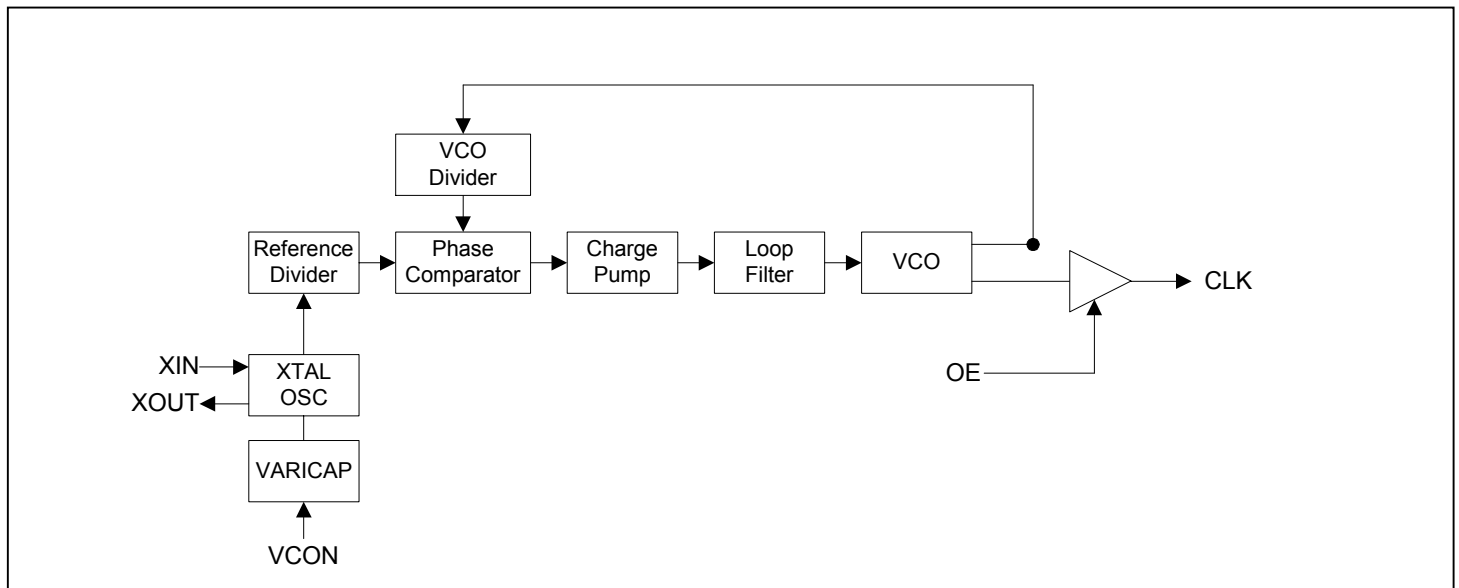 VCO
Divider
Reference
Divider
Phase
Comparator
Charge
Pump
Loop
Filter
VCO
CLK
XIN
XOUT
XTAL
OSC
OE
VARICAP
VCON